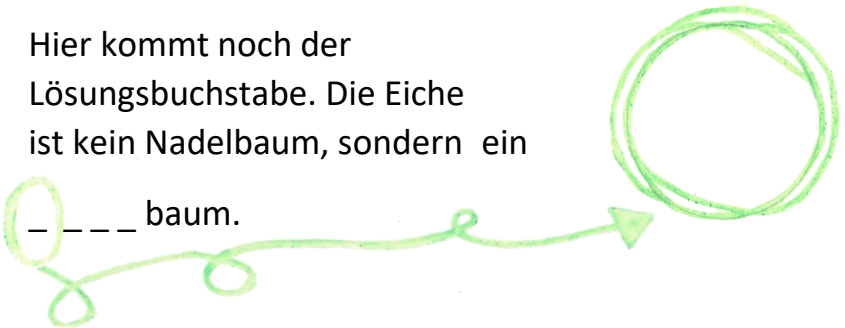 Hier kommt noch der
Lösungsbuchstabe. Die Eiche
ist kein Nadelbaum, sondern  ein
_ _ _ _ baum.